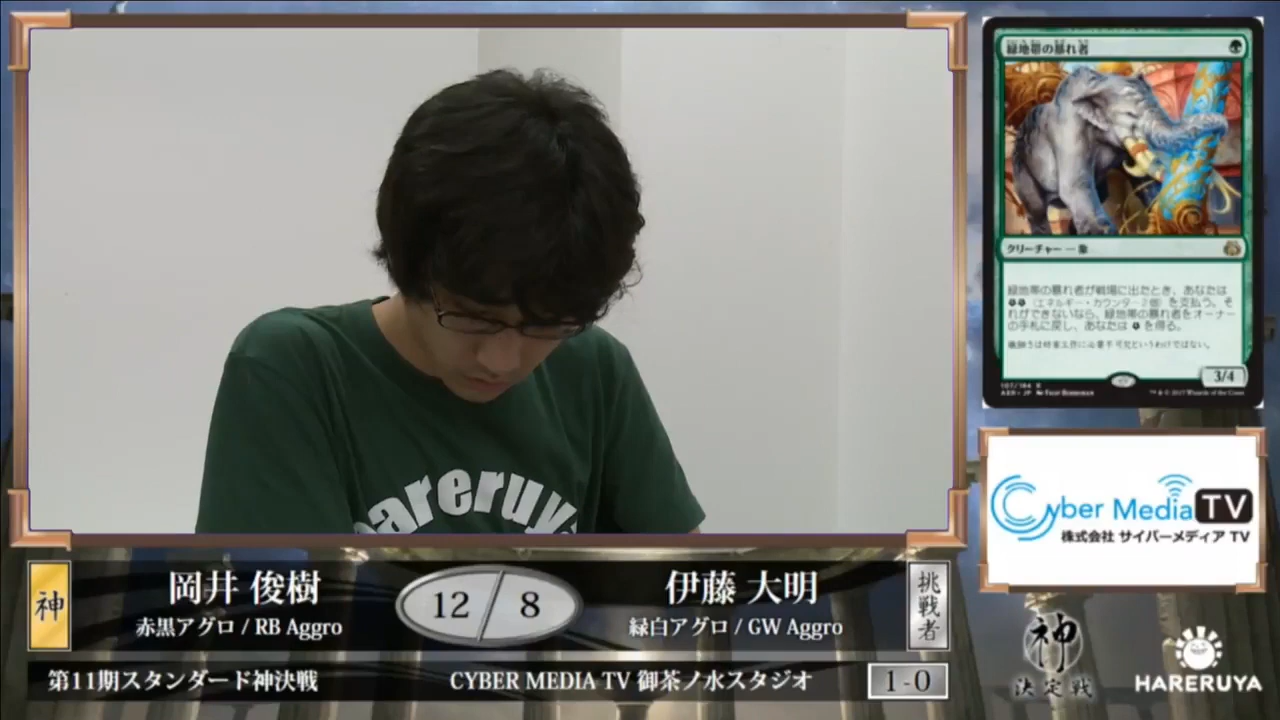 緑地帯の暴れ者
クリーチャー ― 象
緑地帯の暴れ者が戦場に出たとき、あなたは
(エネルギー・カウンター2個)を支払う。そ
れができないなら、緑地帯の暴れ者をオーナー
の手札に戻し、あなたは を得る。
3/4
107/184 R
hareruya
Cyber Media TV
株式会社 サイバーメディア TV
神
岡井 俊樹
赤黒アグロ / RB Aggro
12 / 8
伊藤 大明
緑白アグロ / GW Aggro
挑戦者
第11期スタンダード神決戦
CYBER MEDIA TV 御茶ノ水スタジオ
1-0
神
決定戦
HARERUYA